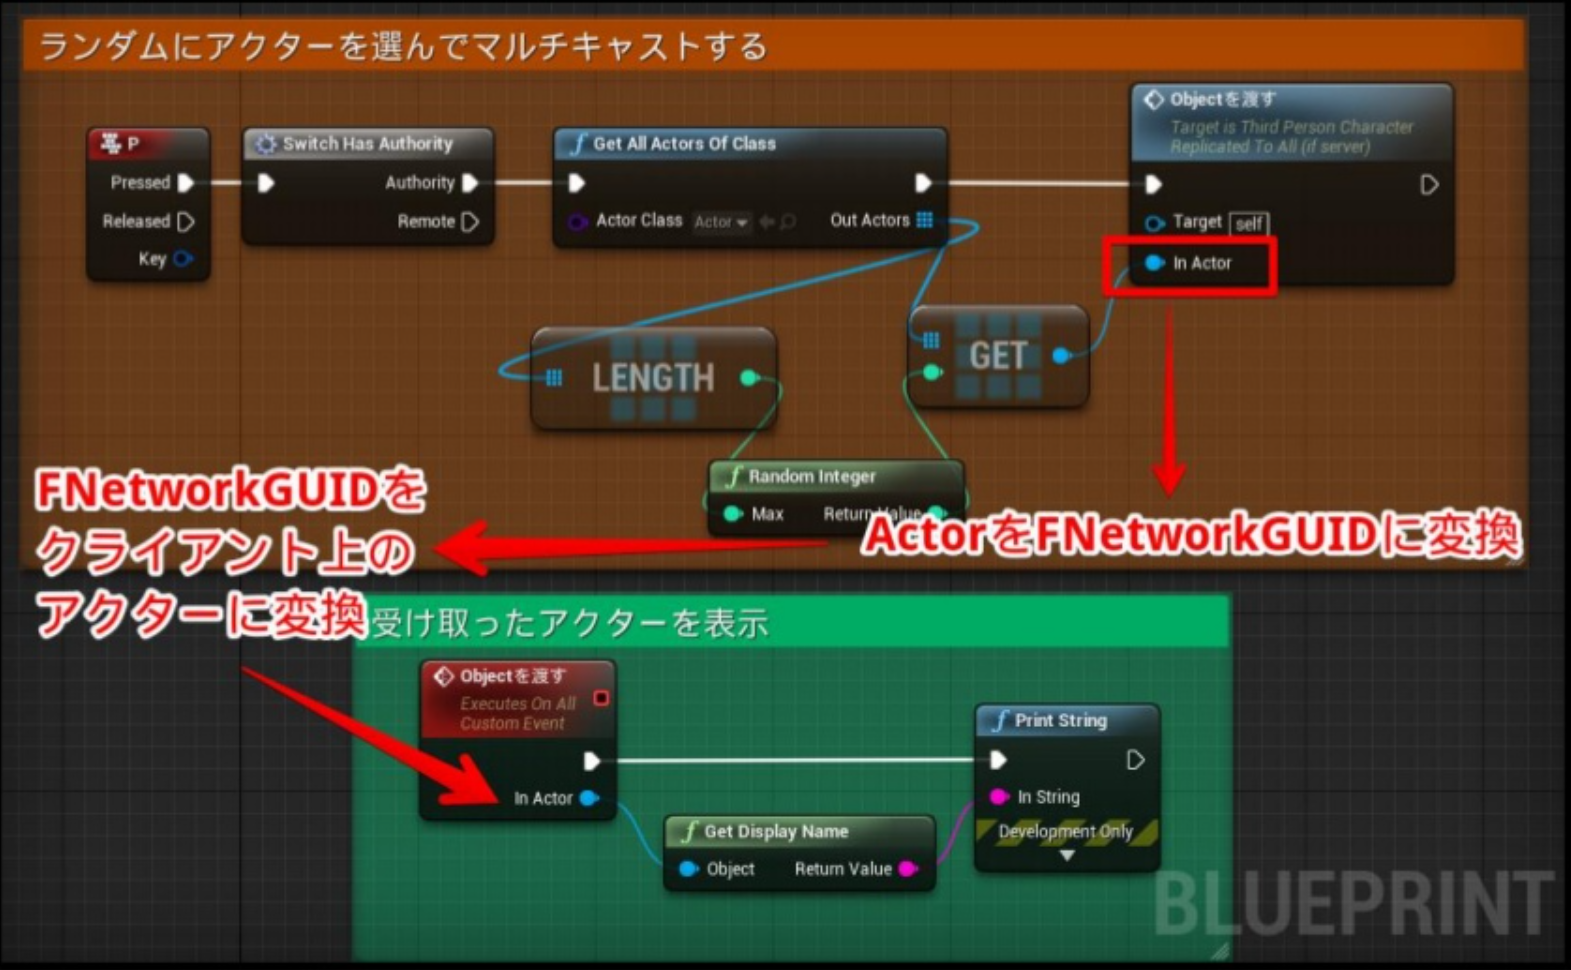 ランダムにアクターを選んでマルチキャストする
P
Pressed
Released
Key
Switch Has Authority
Authority
Remote
f Get All Actors Of Class
Actor Class Actor
Out Actors
Objectを渡す
Target is Third Person Character
Replicated To All (if server)
Target self
In Actor
LENGTH
GET
f Random Integer
Max
Return Value
ActorをFNetworkGUIDに変換
FNetworkGUIDを
クライアント上の
アクターに変換
受け取ったアクターを表示
Objectを渡す
Executes On All
Custom Event
In Actor
f Get Display Name
Object
Return Value
f Print String
In String
Development Only
BLUEPRINT